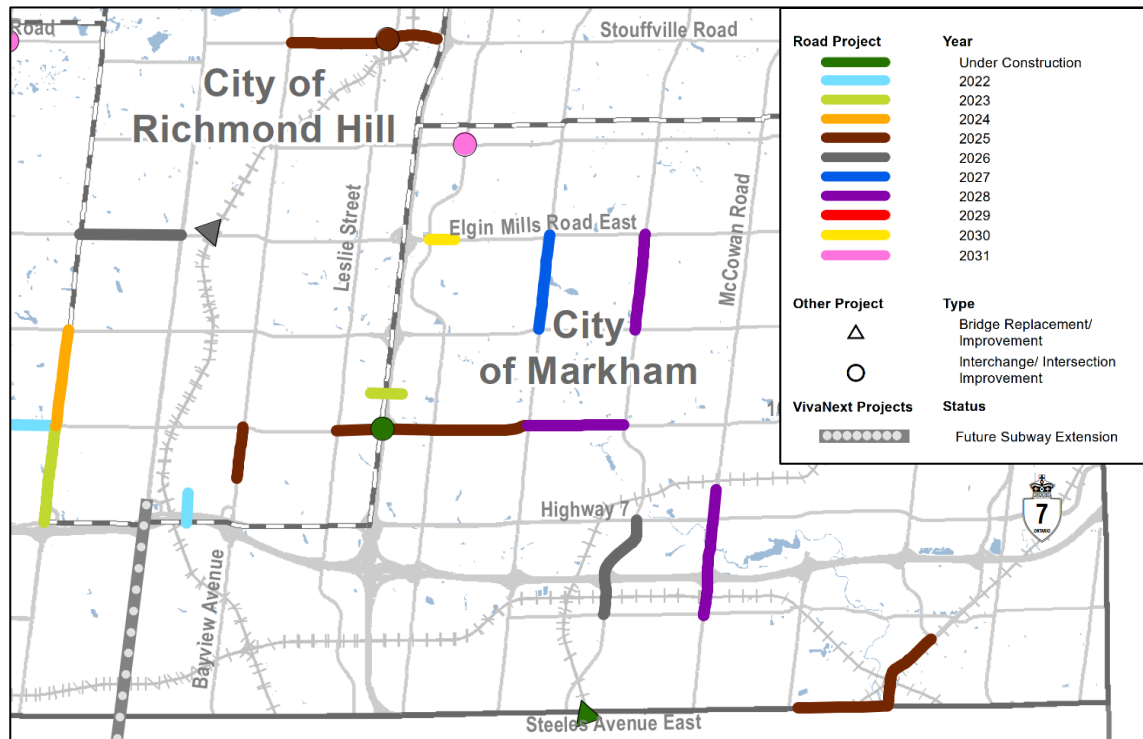 Road
Stouffville Road
City of
Richmond Hill
Leslie Street
Elgin Mills Road East
McCowan Road
City
of Markham
16
Highway 7
Bayview Avenue
Steeles Avenue East
7
ONTARIO
Road Project
Year
Under Construction
2022
2023
2024
2025
2026
2027
2028
2029
2030
2031
Other Project
Type
Bridge Replacement/
Improvement
Interchange/ Intersection
Improvement
VivaNext Projects
Status
Future Subway Extension